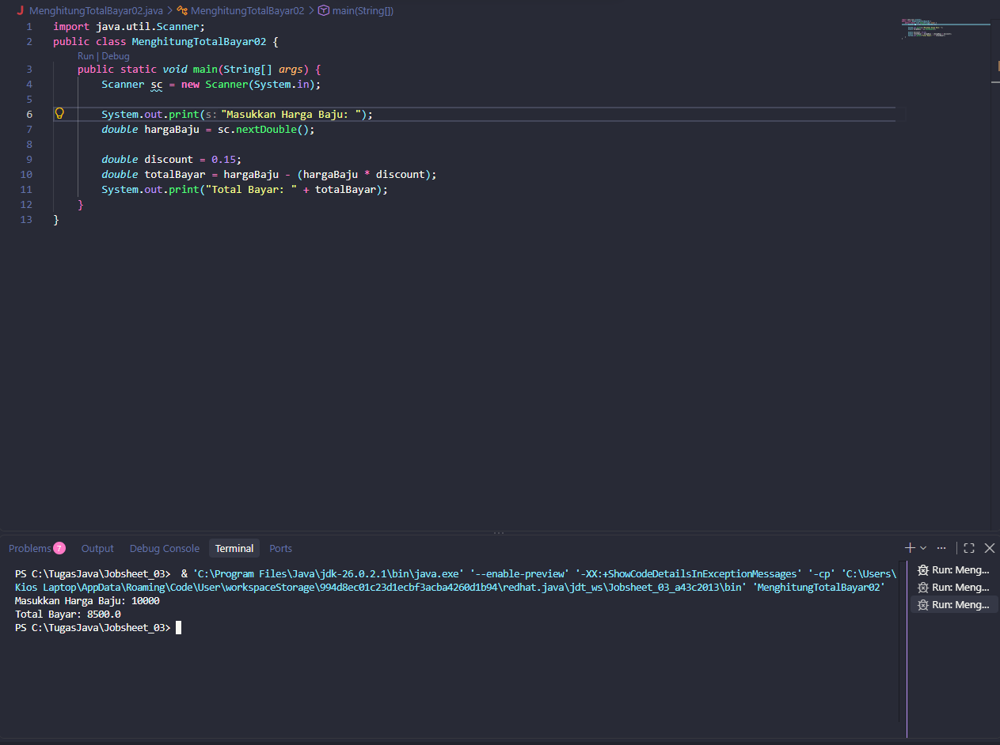 MenghitungTotalBayar02.java > MenghitungTotalBayar02 > main(String[])
1 import java.util.Scanner;
2 public class MenghitungTotalBayar02 {
Run | Debug
3 public static void main(String[] args) {
4 Scanner sc = new Scanner(System.in);
5
6 System.out.print(s: "Masukkan Harga Baju: ");
7 double hargaBaju = sc.nextDouble();
8
9 double discount = 0.15;
10 double totalBayar = hargaBaju - (hargaBaju * discount);
11 System.out.print("Total Bayar: " + totalBayar);
12 }
13 }
Problems 7 Output Debug Console Terminal Ports
PS C:\TugasJava\Jobsheet_03>  & 'C:\Program Files\Java\jdk-26.0.2.1\bin\java.exe' '--enable-preview' '-XX:+ShowCodeDetailsInExceptionMessages' '-cp' 'C:\Users\
Kios Laptop\AppData\Roaming\Code\User\workspaceStorage\994d8ec01c23d1ecbf3acba4260d1b94\redhat.java\jdt_ws\Jobsheet_03_a43c2013\bin' 'MenghitungTotalBayar02'
Masukkan Harga Baju: 10000
Total Bayar: 8500.0
PS C:\TugasJava\Jobsheet_03>
Run: Meng...
Run: Meng...
Run: Meng...